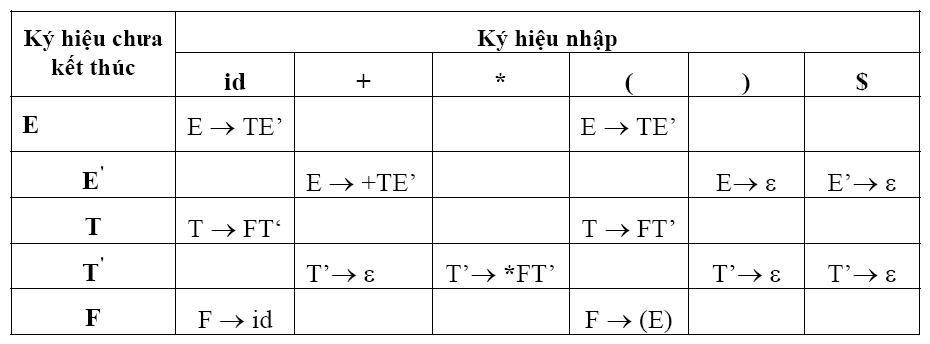 Ký hiệu chưa kết thúc Ký hiệu nhập
id + * ( ) $
E E → TE’ E → TE’
E' E → +TE’ E→ ε E’→ ε
T T → FT‘ T → FT’
T' T’→ ε T’→ *FT’ T’→ ε T’→ ε
F F → id F → (E)